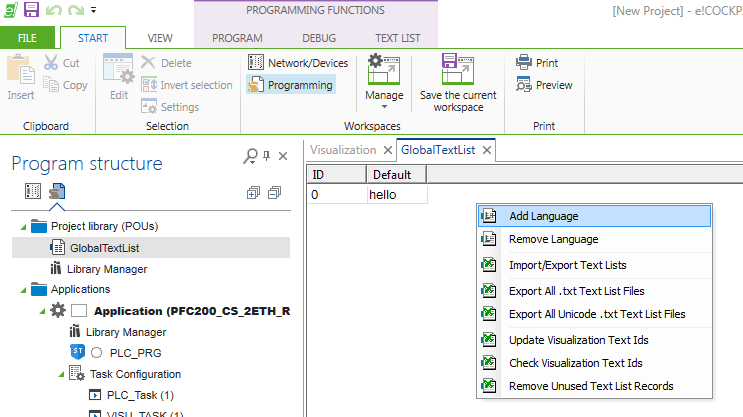 PROGRAMMING FUNCTIONS
[New Project] - e!COCKP
FILE START VIEW PROGRAM DEBUG TEXT LIST
Insert
Cut
Copy
Clipboard
Edit
Delete
Invert selection
Settings
Selection
Network/Devices
Programming
Manage
Save the current
workspace
Workspaces
Print
Preview
Print
Program structure
Project library (POUs)
GlobalTextList
Library Manager
Applications
Application (PFC200_CS_2ETH_R
Library Manager
ST PLC_PRG
Task Configuration
PLC_Task (1)
VISU_TASK (1)
Visualization GlobalTextList
ID Default
0 hello
Add Language
Remove Language
Import/Export Text Lists
Export All .txt Text List Files
Export All Unicode .txt Text List Files
Update Visualization Text Ids
Check Visualization Text Ids
Remove Unused Text List Records